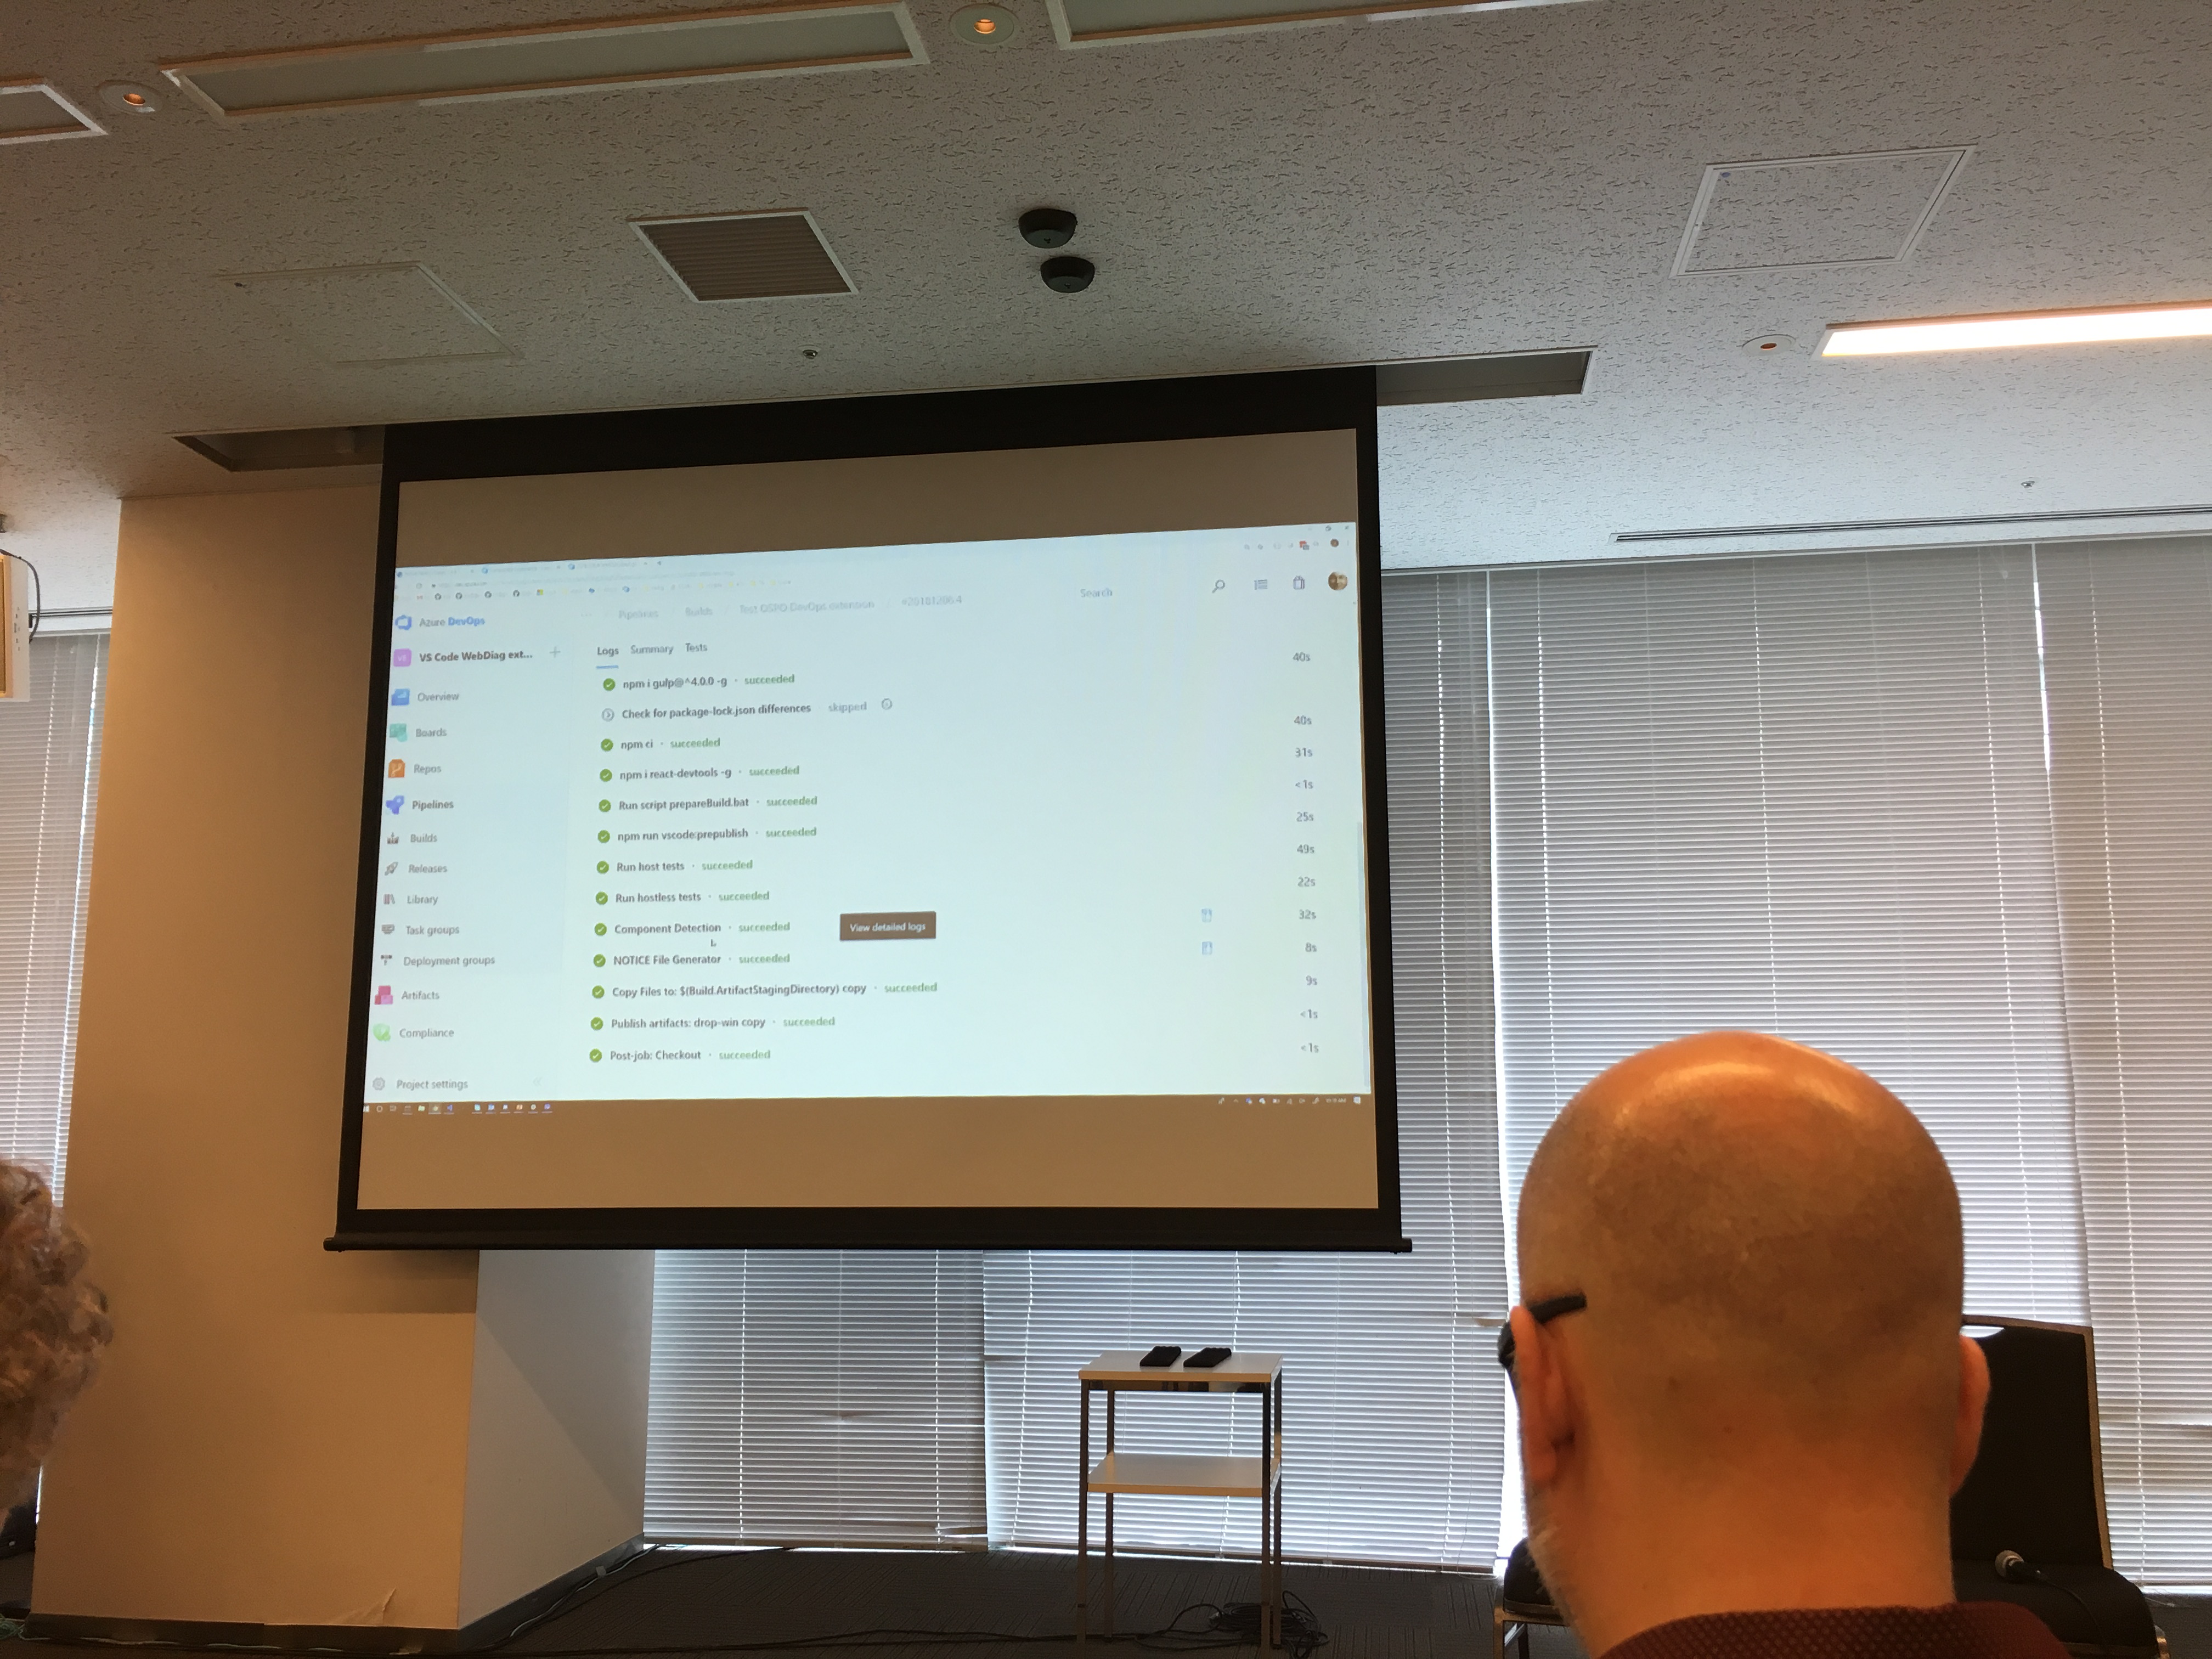 Pipelines Builds Test OSPO DevOps extension #20181206.4 Search
Azure DevOps
VS Code WebDiag ext...
Overview
Boards
Repos
Pipelines
Builds
Releases
Library
Task groups
Deployment groups
Artifacts
Compliance
Project settings
Logs Summary Tests
40s
npm i gulp@^4.0.0 -g · succeeded
Check for package-lock.json differences skipped
40s
npm ci · succeeded
31s
npm i react-devtools -g · succeeded
<1s
Run script prepareBuild.bat · succeeded
25s
npm run vscode:prepublish · succeeded
49s
Run host tests · succeeded
22s
Run hostless tests · succeeded
32s
Component Detection · succeeded
View detailed logs
8s
NOTICE File Generator · succeeded
9s
Copy Files to: $(Build.ArtifactStagingDirectory) copy · succeeded
<1s
Publish artifacts: drop-win copy · succeeded
<1s
Post-job: Checkout · succeeded